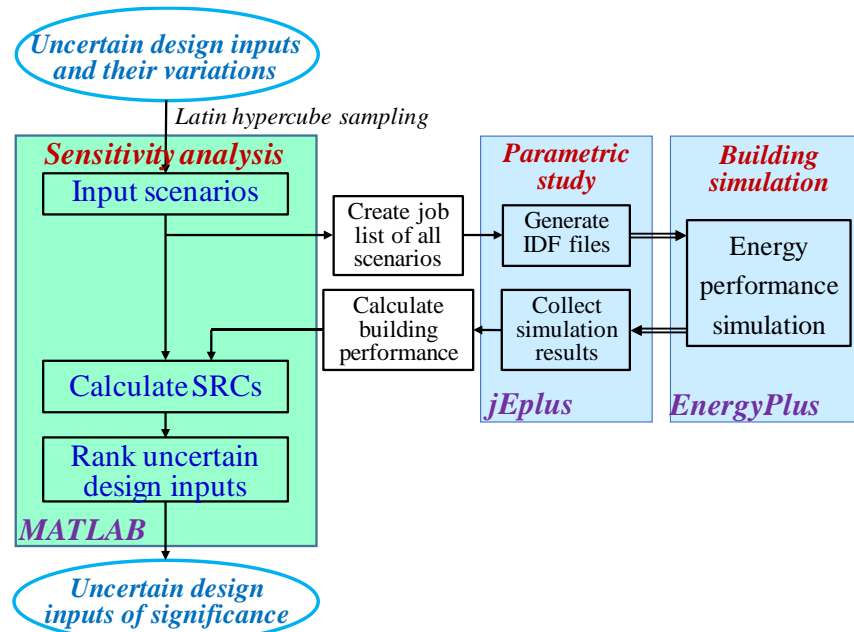 Uncertain design inputs
and their variations
Latin hypercube sampling
Sensitivity analysis
Input scenarios
Create job
list of all
scenarios
Parametric
study
Generate
IDF files
Building
simulation
Energy
performance
simulation
Collect
simulation
results
Calculate
building
performance
Calculate SRCs
Rank uncertain
design inputs
MATLAB
jEplus
EnergyPlus
Uncertain design
inputs of significance